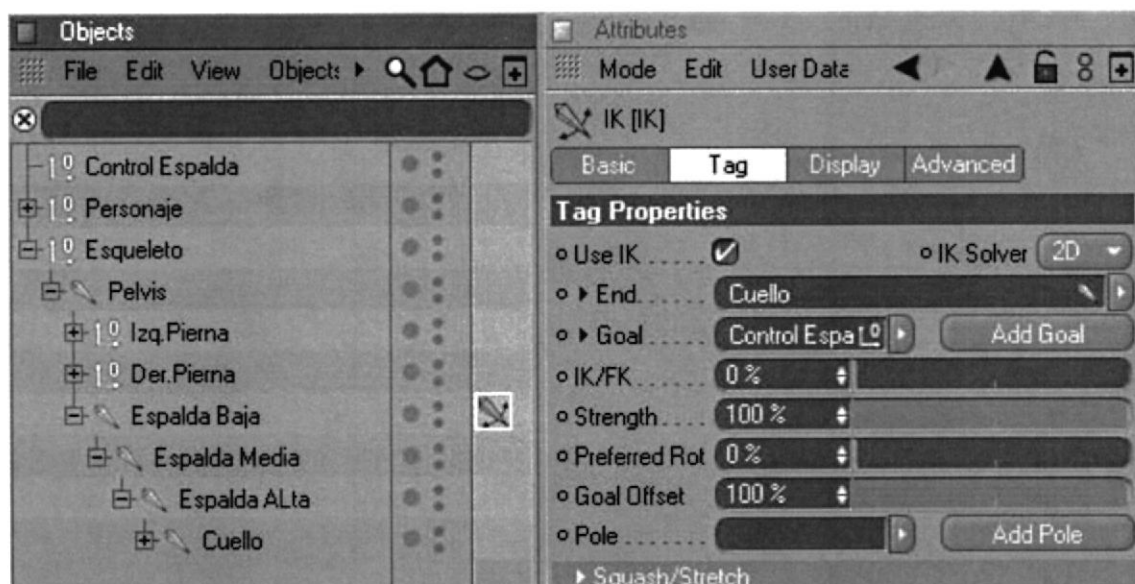 Objects
File Edit View Objects
Control Espalda
Personaje
Esqueleto
Pelvis
Izq.Pierna
Der.Pierna
Espalda Baja
Espalda Media
Espalda ALta
Cuello
Attributes
Mode Edit User Data
IK [IK]
Basic Tag Display Advanced
Tag Properties
Use IK ..... IK Solver 2D
End....... Cuello
Goal ..... Control Espa Add Goal
IK/FK ...... 0 %
Strength.... 100 %
Preferred Rot 0 %
Goal Offset 100 %
Pole ....... Add Pole
Squash/Stretch